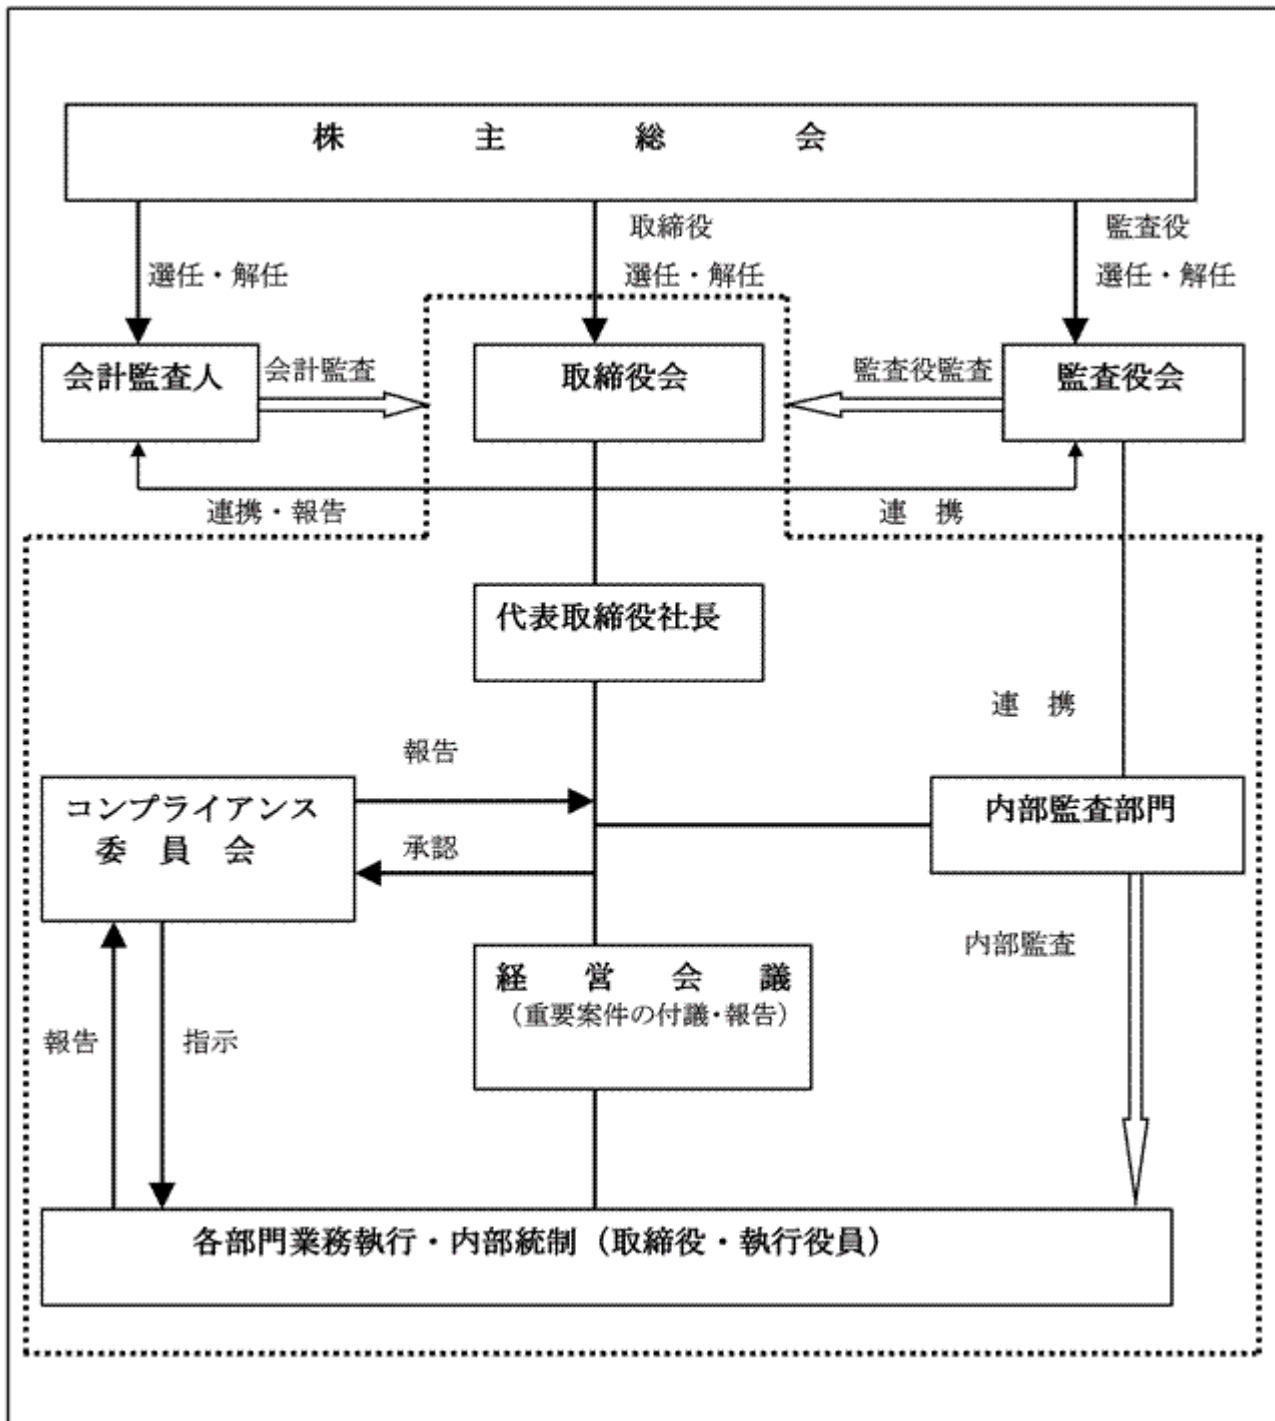 株 主 総 会
取締役
監査役
選任・解任
選任・解任
選任・解任
会計監査人
会計監査
取締役会
監査役監査
監査役会
連携・報告
連 携
代表取締役社長
連 携
報告
コンプライアンス
委 員 会
承認
内部監査部門
内部監査
経 営 会 議
(重要案件の付議・報告)
報告
指示
各部門業務執行・内部統制(取締役・執行役員)